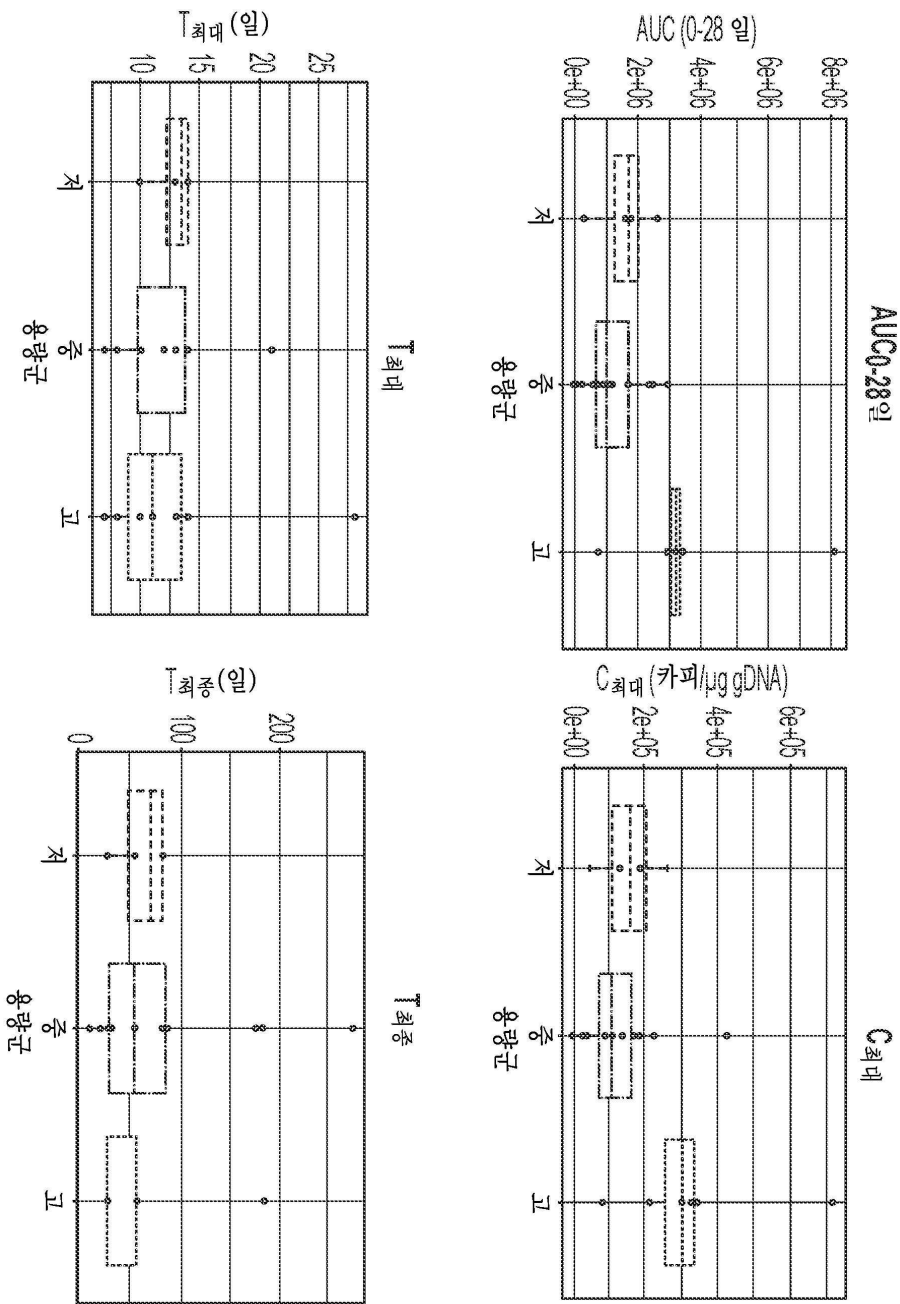 AUC0-28일
AUC (0-28 일)
8e+06
6e+06
4e+06
2e+06
0e+00
저 중 고
용량군
C최대
C최대 (카피/µg gDNA)
6e+05
4e+05
2e+05
0e+00
저 중 고
용량군
T최대
T최대 (일)
25
20
15
10
저 중 고
용량군
T최종
T최종 (일)
200
100
0
저 중 고
용량군